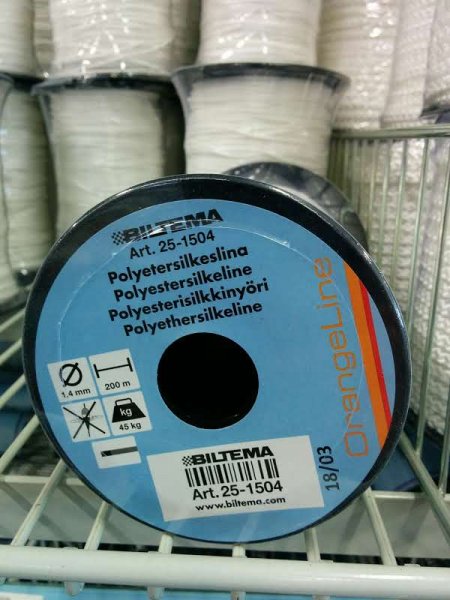 BILTEMA
Art. 25-1504
Polyetersilkeslina
Polyestersilkeline
Polyesterisilkkinyöri
Polyethersilkeline
OrangeLine
1.4 mm
200 m
kg
45 kg
BILTEMA
Art. 25-1504
www.biltema.com
18/03